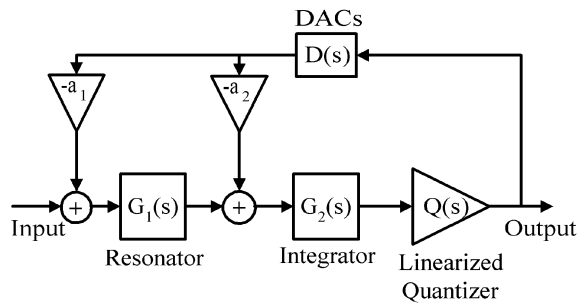 DACs
D(s)
-a1
-a2
+
G1(s)
+
G2(s)
Q(s)
Input
Output
Resonator
Integrator
Linearized
Quantizer